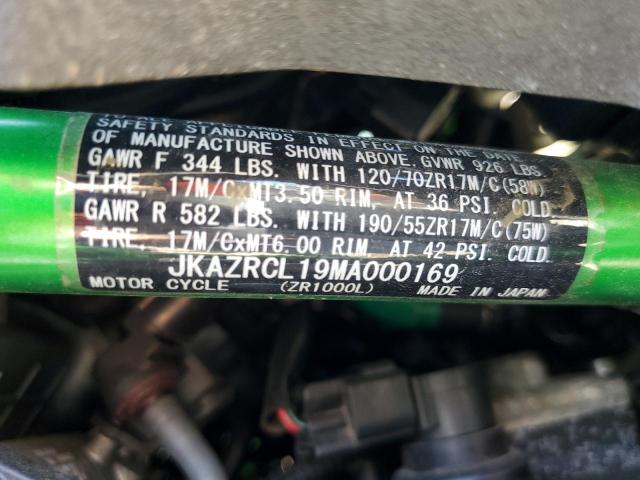 SAFETY STANDARDS IN EFFECT ON THE DATE
OF MANUFACTURE SHOWN ABOVE. GVWR 926 LBS.
GAWR F 344 LBS. WITH 120/70ZR17M/C(58W)
TIRE, 17M/CxMT3.50 RIM, AT 36 PSI. COLD.
GAWR R 582 LBS. WITH 190/55ZR17M/C(75W)
TIRE, 17M/CxMT6.00 RIM, AT 42 PSI. COLD.
JKAZRCL19MA000169
MOTOR CYCLE (ZR1000L) MADE IN JAPAN